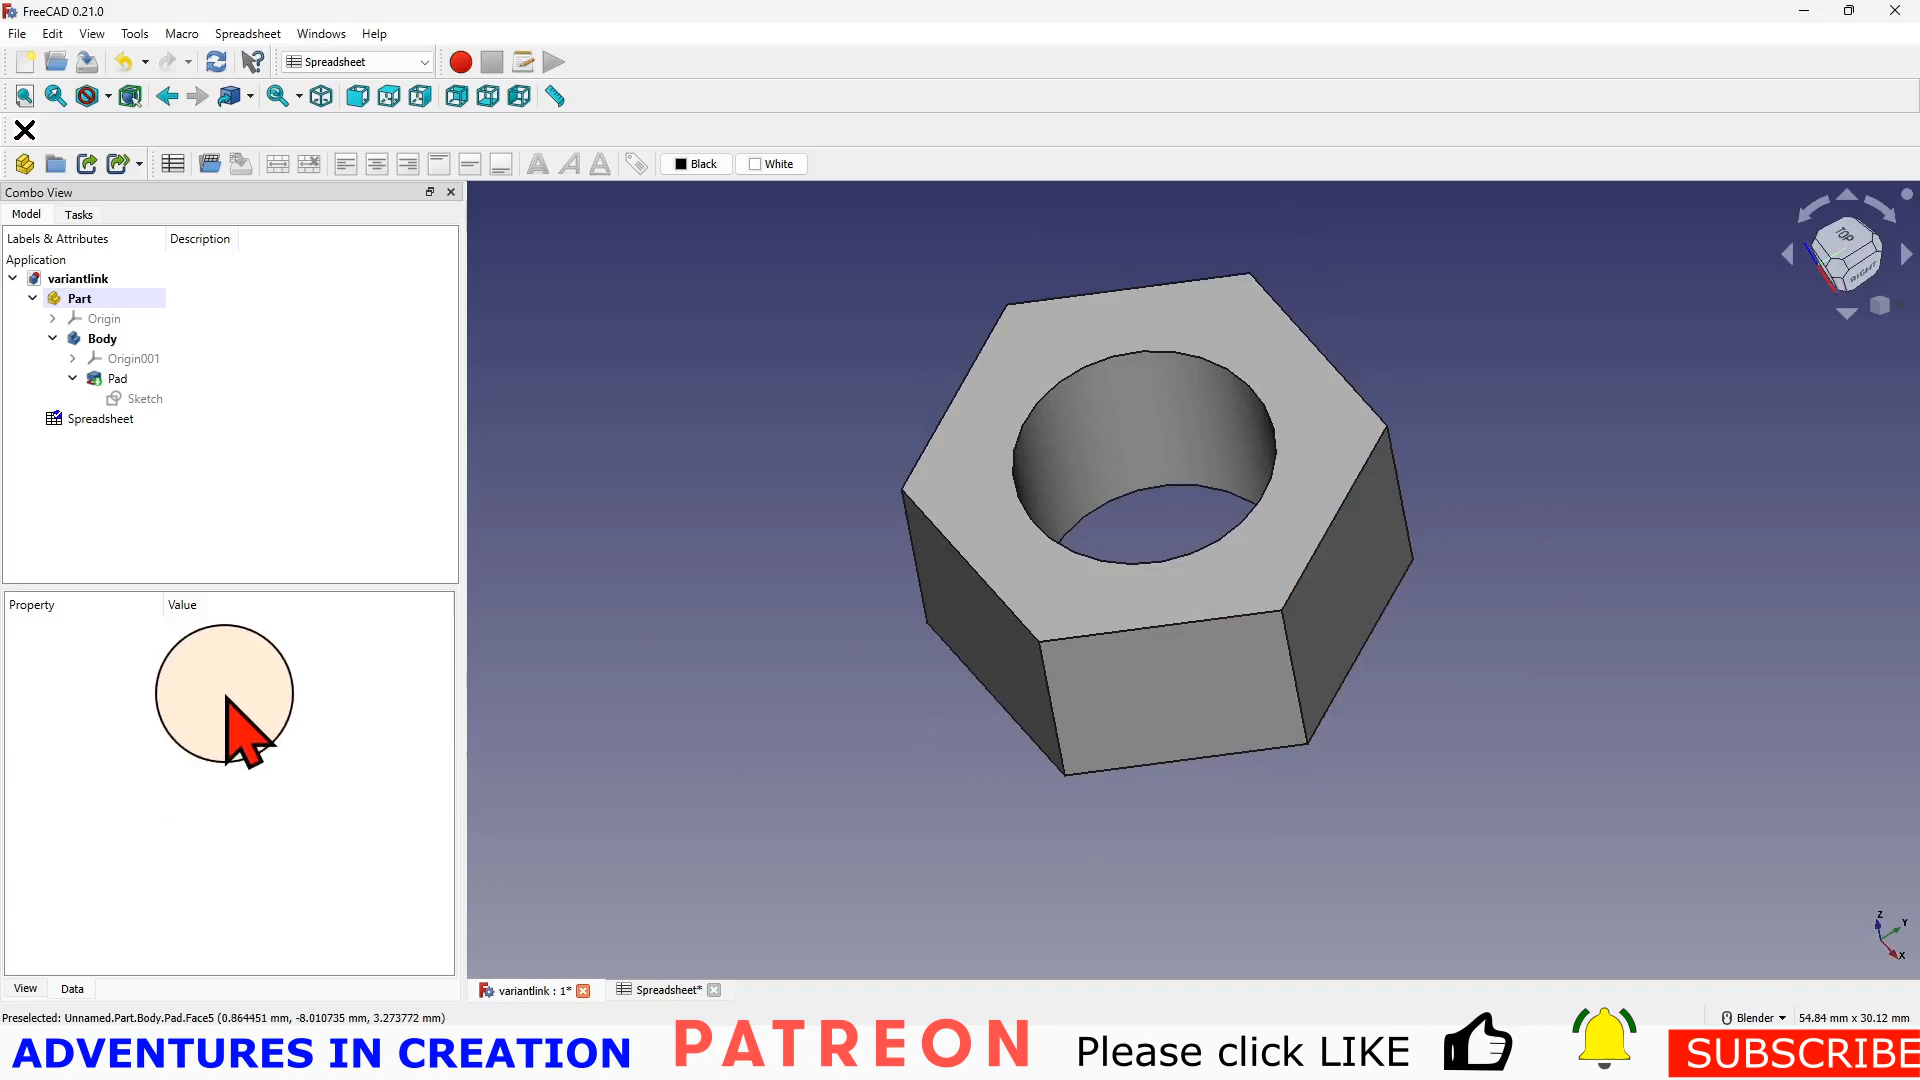 FreeCAD 0.21.0
File Edit View Tools Macro Spreadsheet Windows Help
Spreadsheet
Black White
Combo View
Model Tasks
Labels & Attributes Description
Application
variantlink
Part
Origin
Body
Origin001
Pad
Sketch
Spreadsheet
TOP
RIGHT
Property Value
Z
Y
X
View Data
variantlink : 1*
Spreadsheet*
Preselected: Unnamed.Part.Body.Pad.Face5 (0.864451 mm, -8.010735 mm, 3.273772 mm)
Blender
54.84 mm x 30.12 mm
ADVENTURES IN CREATION
PATREON
Please click LIKE
SUBSCRIBE